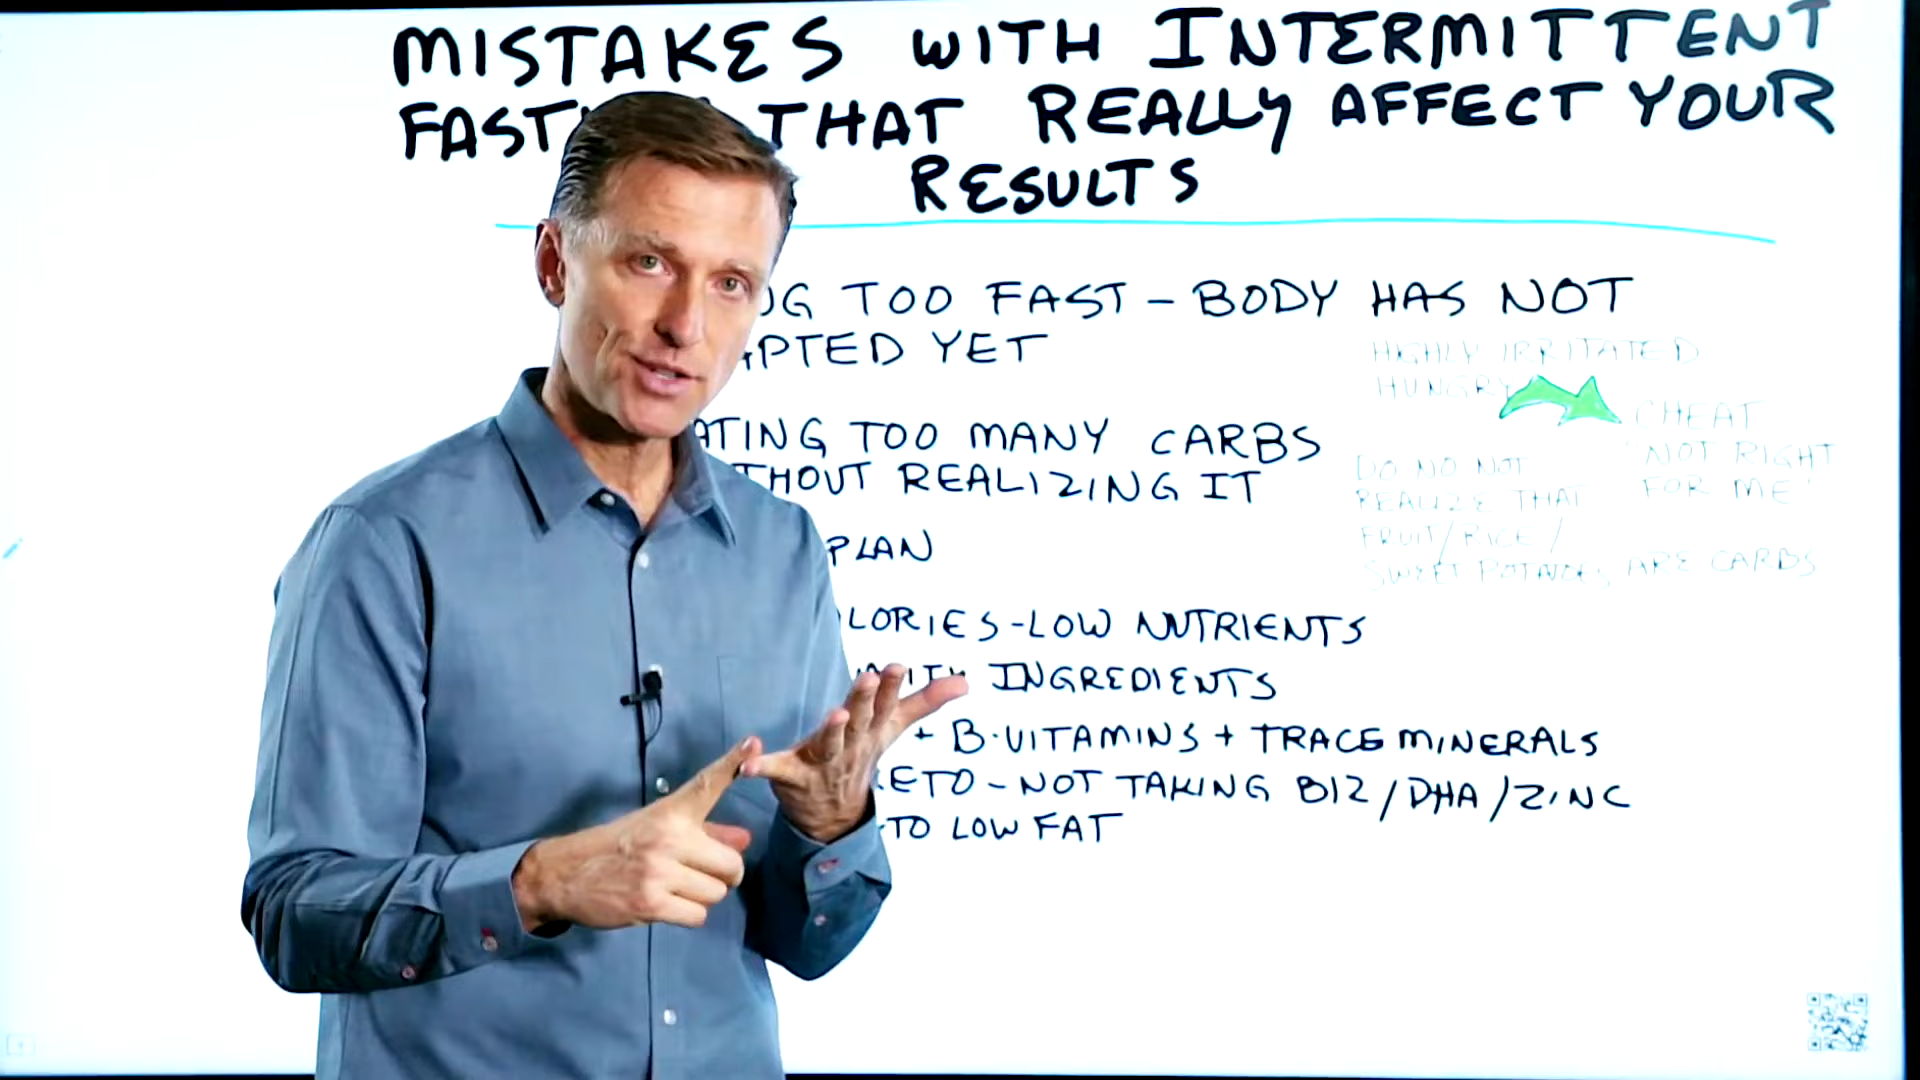 MISTAKES WITH INTERMITTENT
FAST THAT REALLY AFFECT YOUR
RESULTS
G TOO FAST - BODY HAS NOT
PTED YET
HIGHLY IRRITATED
HUNGRY
CHEAT
"NOT RIGHT
FOR ME"
ATING TOO MANY CARBS
THOUT REALIZING IT
DO NO NOT
REALIZE THAT
FRUIT/RICE/
SWEET POTATOES ARE CARBS
PLAN
LORIES-LOW NUTRIENTS
INGREDIENTS
+ B.VITAMINS + TRACE MINERALS
ETO - NOT TAKING B12/DHA/ZINC
TO LOW FAT